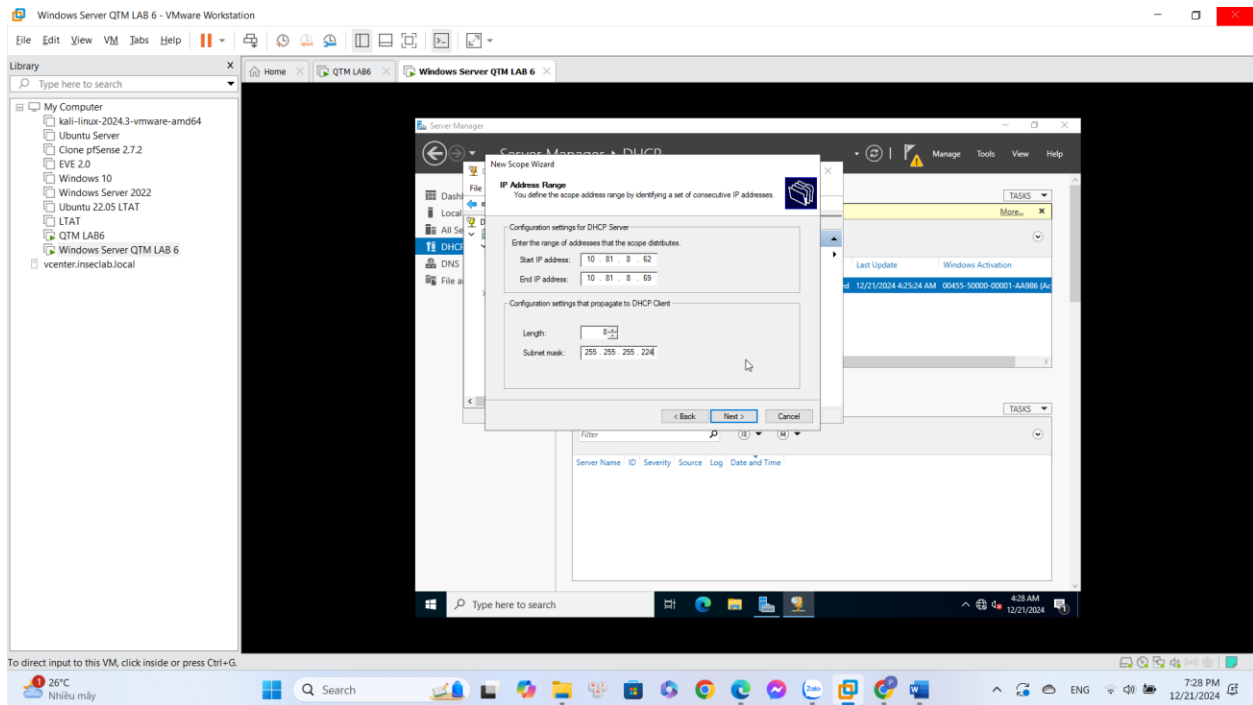 Windows Server QTM LAB 6 - VMware Workstation
File Edit View VM Tabs Help
Library
Type here to search
My Computer
kali-linux-2024.3-vmware-amd64
Ubuntu Server
Clone pfSense 2.7.2
EVE 2.0
Windows 10
Windows Server 2022
Ubuntu 22.05 LTAT
LTAT
QTM LAB6
Windows Server QTM LAB 6
vcenter.inseclab.local
Home
QTM LAB6
Windows Server QTM LAB 6
Server Manager
Manage Tools View Help
Dash
Local
All Se
DHCP
DNS
File a
File
D
New Scope Wizard
IP Address Range
You define the scope address range by identifying a set of consecutive IP addresses.
Configuration settings for DHCP Server
Enter the range of addresses that the scope distributes.
Start IP address: 10 . 81 . 8 . 62
End IP address: 10 . 81 . 8 . 69
Configuration settings that propagate to DHCP Client
Length: 8
Subnet mask: 255 . 255 . 255 . 224
< Back Next > Cancel
TASKS
More...
Last Update Windows Activation
12/21/2024 4:25:24 AM 00455-50000-00001-AA986 (Ac
TASKS
Filter
Server Name ID Severity Source Log Date and Time
Type here to search
4:28 AM
12/21/2024
To direct input to this VM, click inside or press Ctrl+G.
1
26°C
Nhiều mây
Search
Zalo
ENG
7:28 PM
12/21/2024